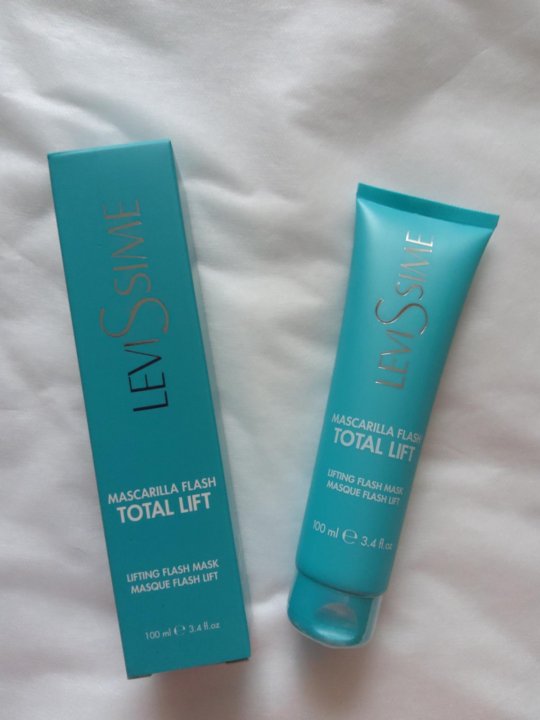 LEVISSIME
MASCARILLA FLASH
TOTAL LIFT
LIFTING FLASH MASK
MASQUE FLASH LIFT
100 ml ℮ 3.4 fl.oz
LEVISSIME
MASCARILLA FLASH
TOTAL LIFT
LIFTING FLASH MASK
MASQUE FLASH LIFT
100 ml ℮ 3.4 fl.oz